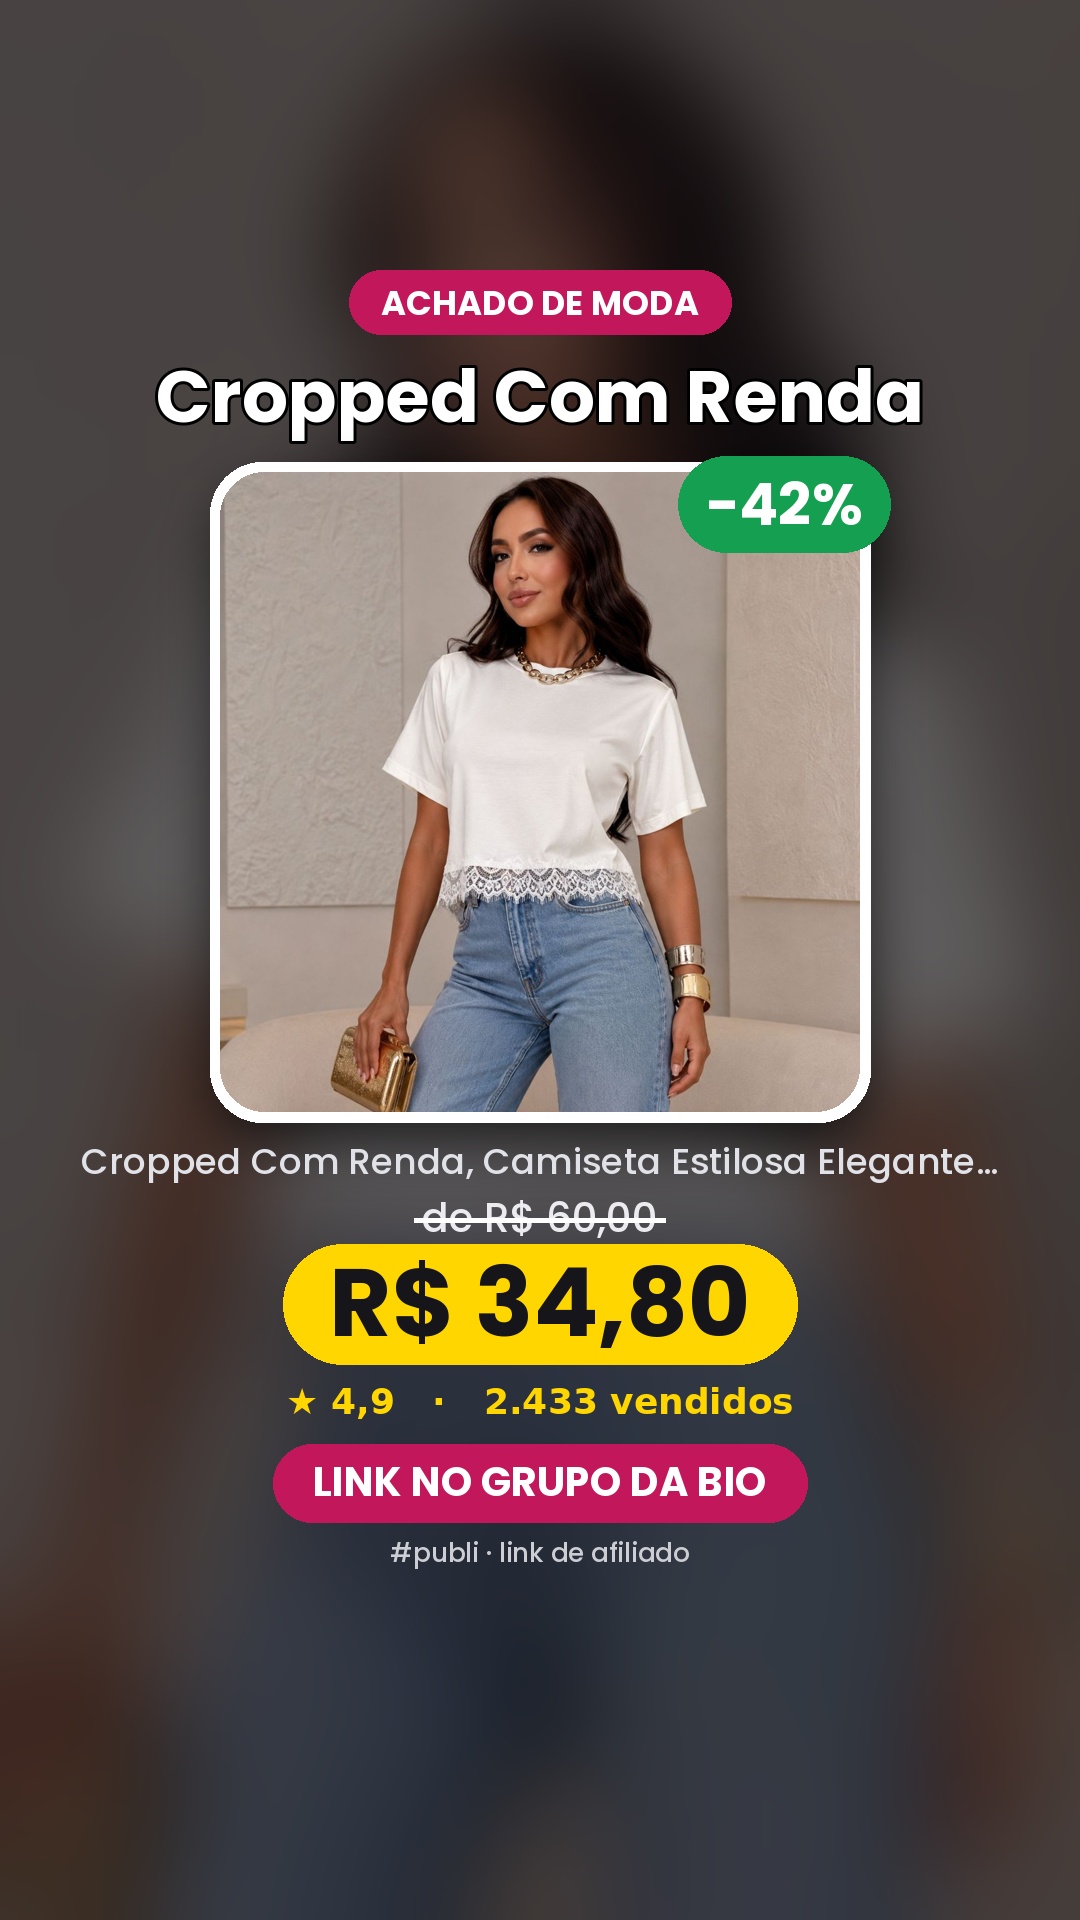 ACHADO DE MODA
Cropped Com Renda
-42%
Cropped Com Renda, Camiseta Estilosa Elegante...
de R$ 60,00
R$ 34,80
★ 4,9 · 2.433 vendidos
LINK NO GRUPO DA BIO
#publi · link de afiliado